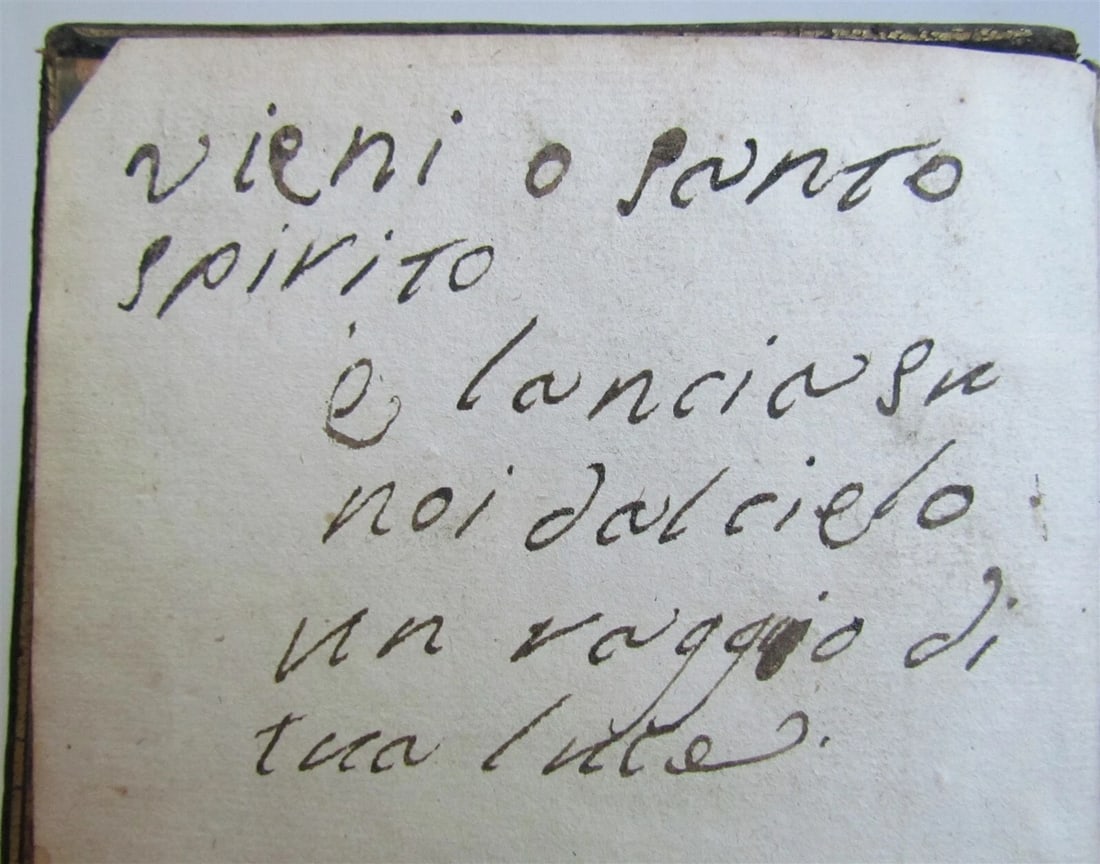 vieni o santo
spirito
è lancia su
noi dal cielo
un raggio di
tua luce.